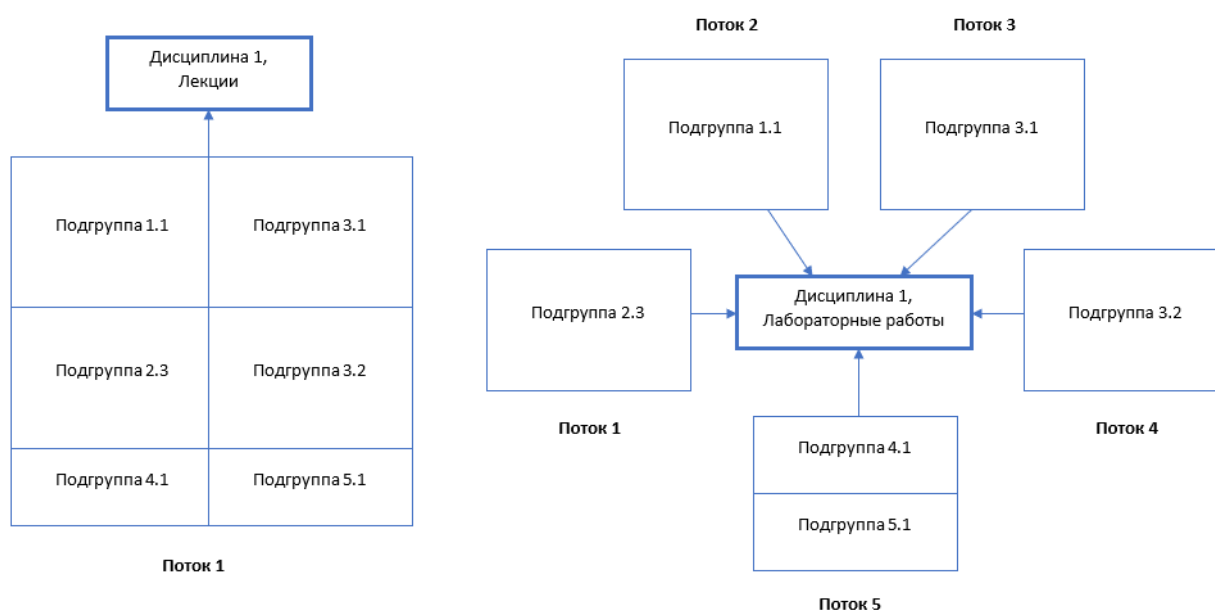 Дисциплина 1,
Лекции
Подгруппа 1.1
Подгруппа 3.1
Подгруппа 2.3
Подгруппа 3.2
Подгруппа 4.1
Подгруппа 5.1
Поток 1
Поток 2
Поток 3
Подгруппа 1.1
Подгруппа 3.1
Подгруппа 2.3
Дисциплина 1,
Лабораторные работы
Подгруппа 3.2
Поток 1
Поток 4
Подгруппа 4.1
Подгруппа 5.1
Поток 5